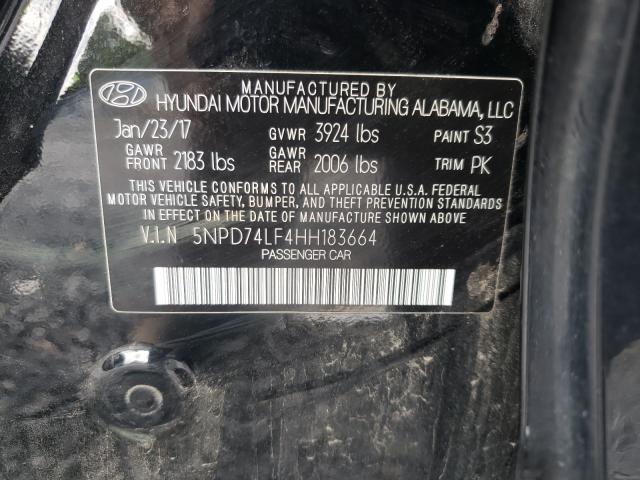 MANUFACTURED BY
HYUNDAI MOTOR MANUFACTURING ALABAMA, LLC
Jan/23/17 GVWR 3924 lbs PAINT S3
GAWR FRONT 2183 lbs GAWR REAR 2006 lbs TRIM PK
THIS VEHICLE CONFORMS TO ALL APPLICABLE U.S.A. FEDERAL
MOTOR VEHICLE SAFETY, BUMPER, AND THEFT PREVENTION STANDARDS
IN EFFECT ON THE DATE OF MANUFACTURE SHOWN ABOVE
V.I.N 5NPD74LF4HH183664
PASSENGER CAR